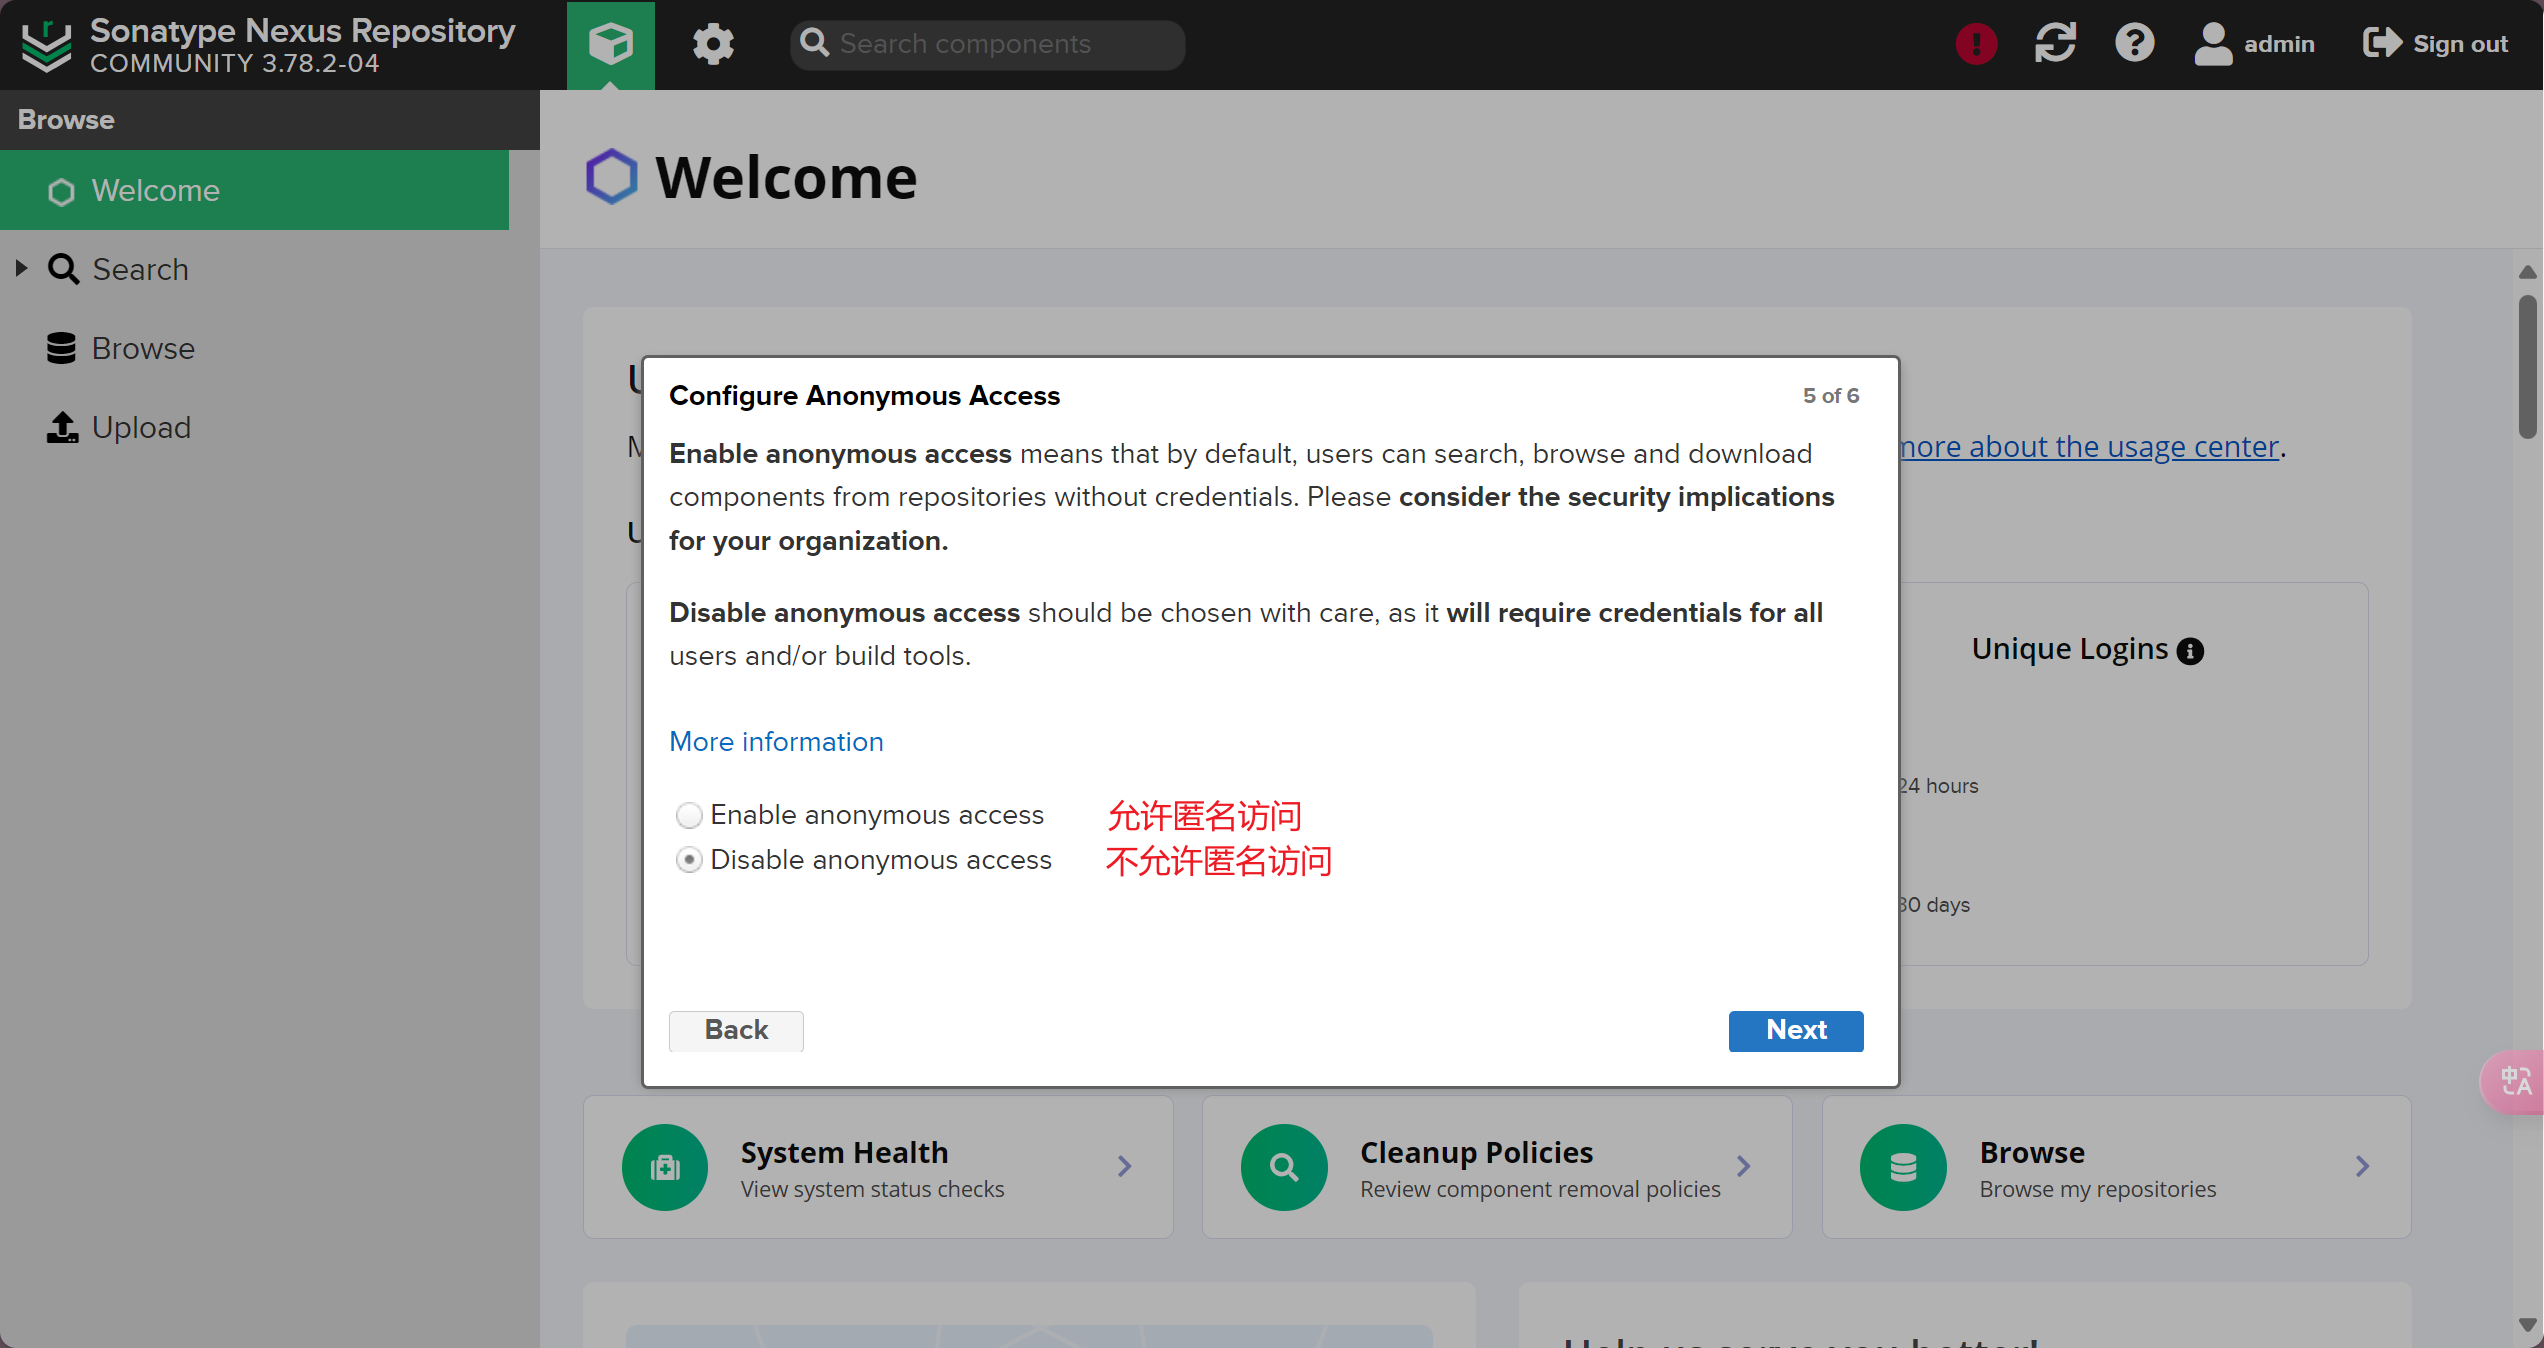 Sonatype Nexus Repository
COMMUNITY 3.78.2-04
Search components
admin
Sign out
Browse
Welcome
Search
Browse
Upload
Welcome
more about the usage center.
Unique Logins
24 hours
30 days
Configure Anonymous Access
5 of 6
Enable anonymous access means that by default, users can search, browse and download
components from repositories without credentials. Please consider the security implications
for your organization.
Disable anonymous access should be chosen with care, as it will require credentials for all
users and/or build tools.
More information
Enable anonymous access 允许匿名访问
Disable anonymous access 不允许匿名访问
Back
Next
System Health
View system status checks
Cleanup Policies
Review component removal policies
Browse
Browse my repositories
Help us serve you better!